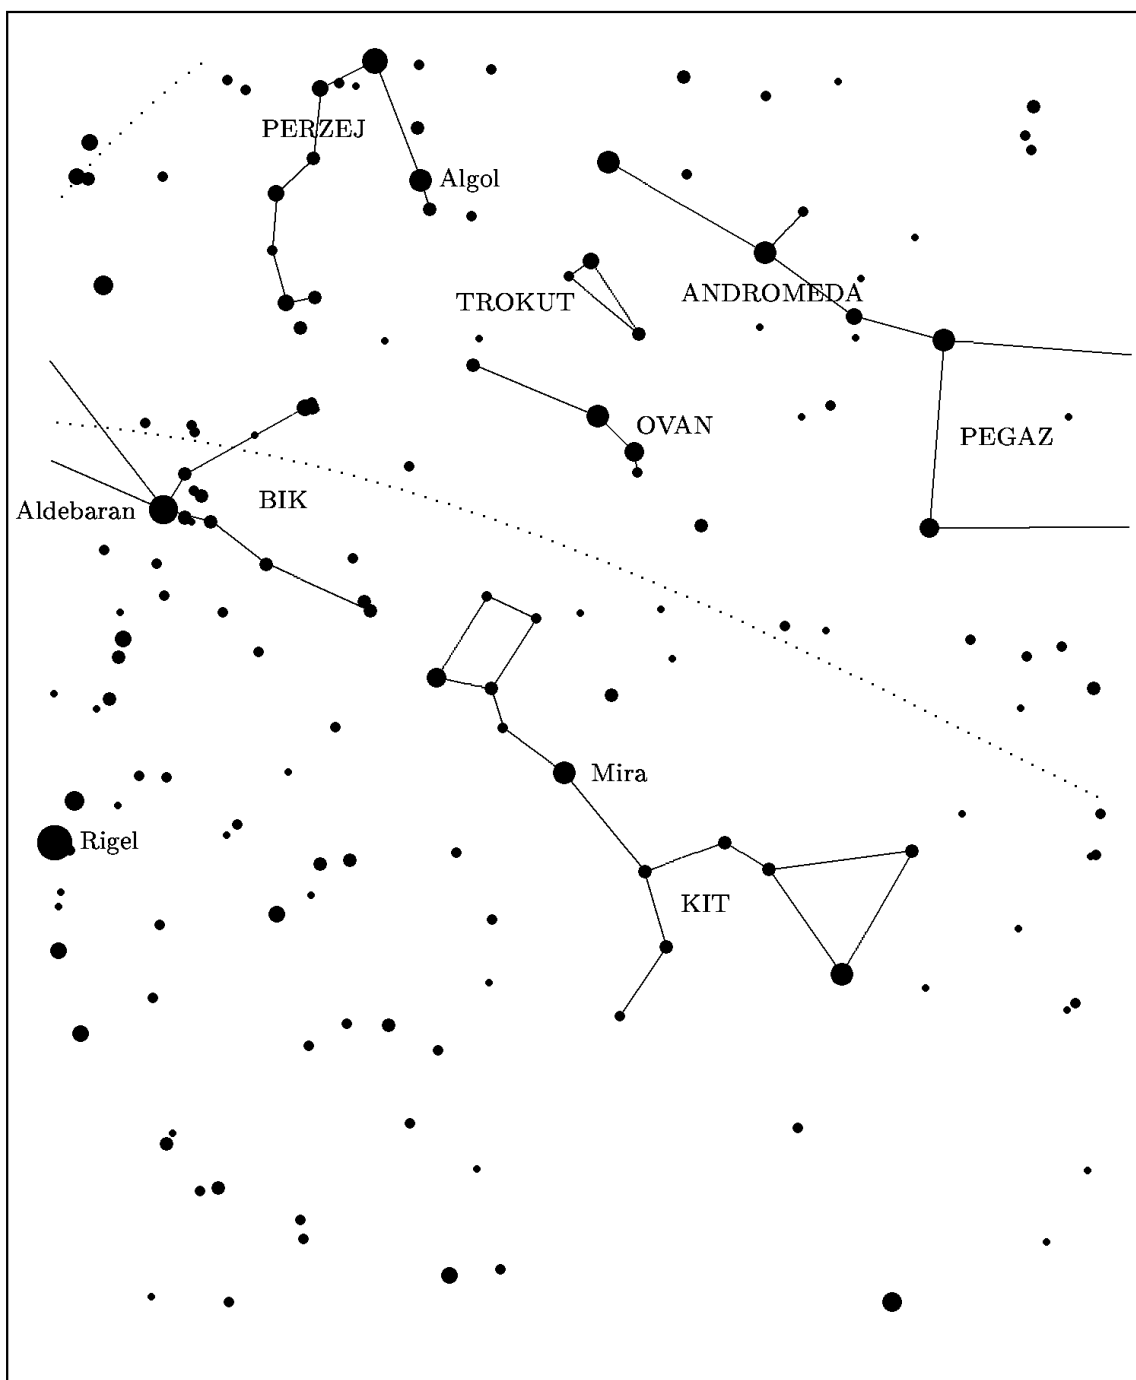 PERZEJ
Algol
TROKUT
ANDROMEDA
OVAN
PEGAZ
BIK
Aldebaran
Mira
Rigel
KIT